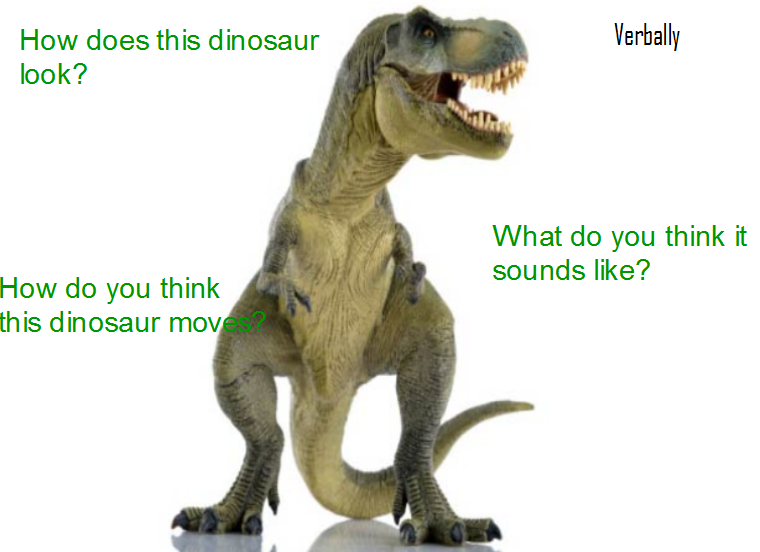 How does this dinosaur
look?
Verbally
What do you think it
sounds like?
How do you think
this dinosaur moves?